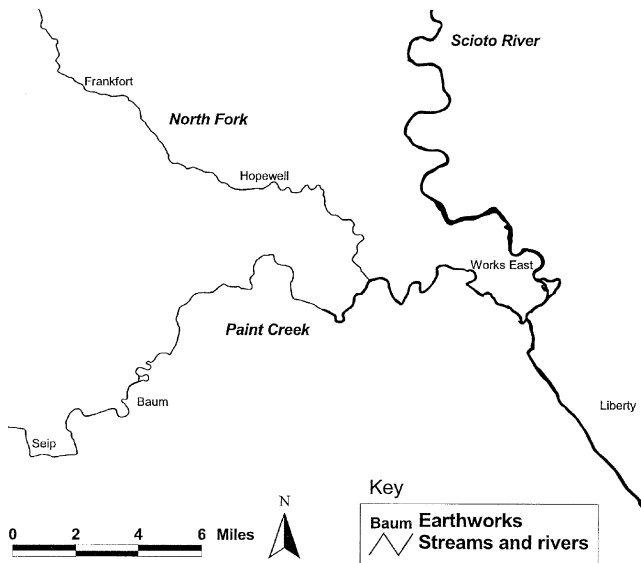 Scioto River
Frankfort
North Fork
Hopewell
Works East
Paint Creek
Baum
Liberty
Seip
Key
N
Baum Earthworks
0 2 4 6 Miles
Streams and rivers